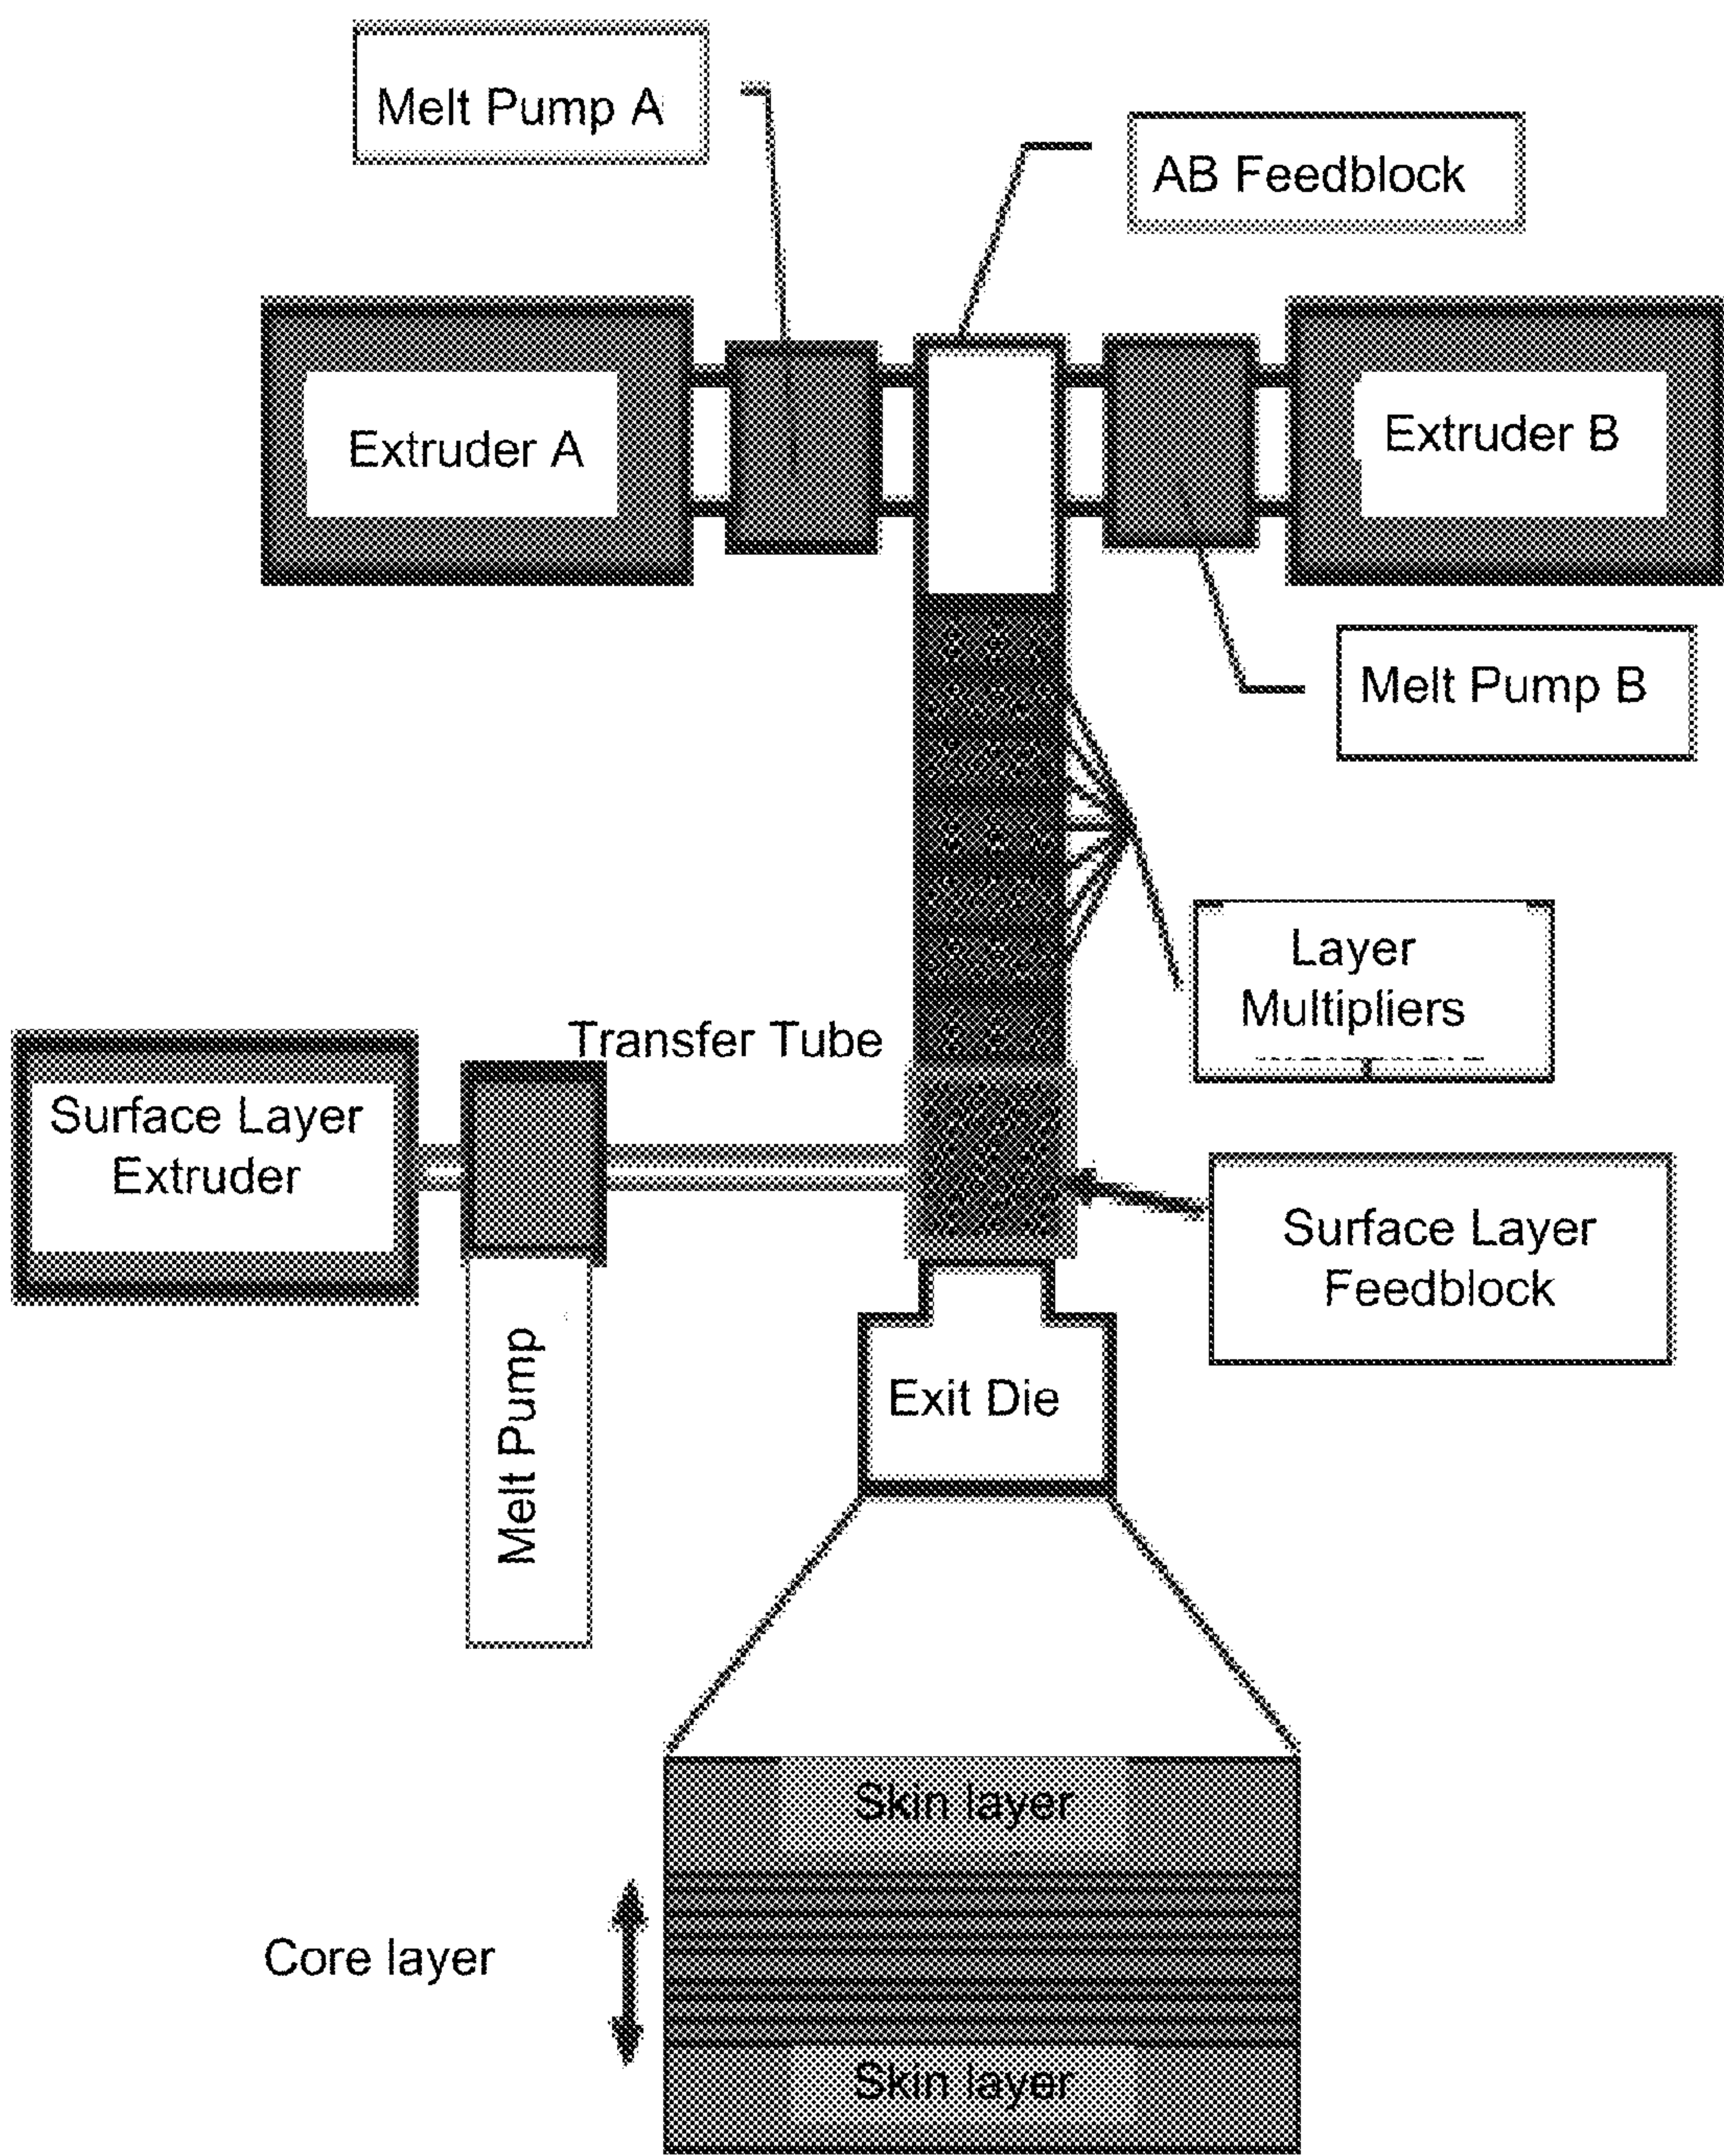 Melt Pump A
AB Feedblock
Extruder A
Extruder B
Melt Pump B
Layer
Multipliers
Transfer Tube
Surface Layer
Extruder
Surface Layer
Feedblock
Melt Pump
Exit Die
Skin layer
Core layer
Skin layer